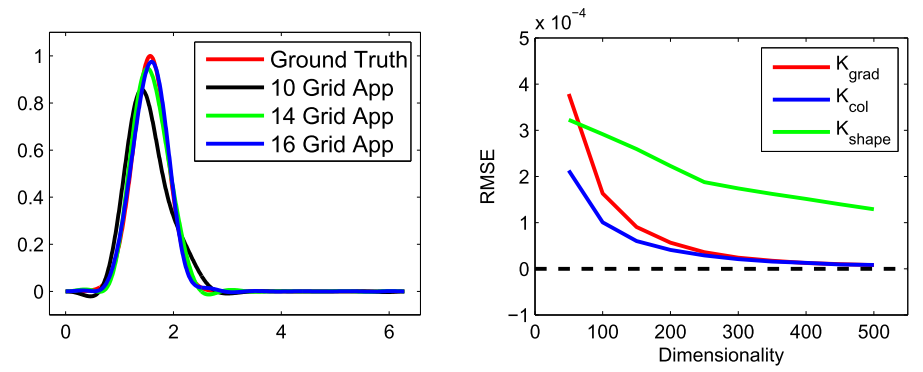 1
0.8
0.6
0.4
0.2
0
0 2 4 6
Ground Truth
10 Grid App
14 Grid App
16 Grid App
x 10⁻⁴
5
4
3
2
1
0
−1
0 100 200 300 400 500
RMSE
Dimensionality
K_grad
K_col
K_shape